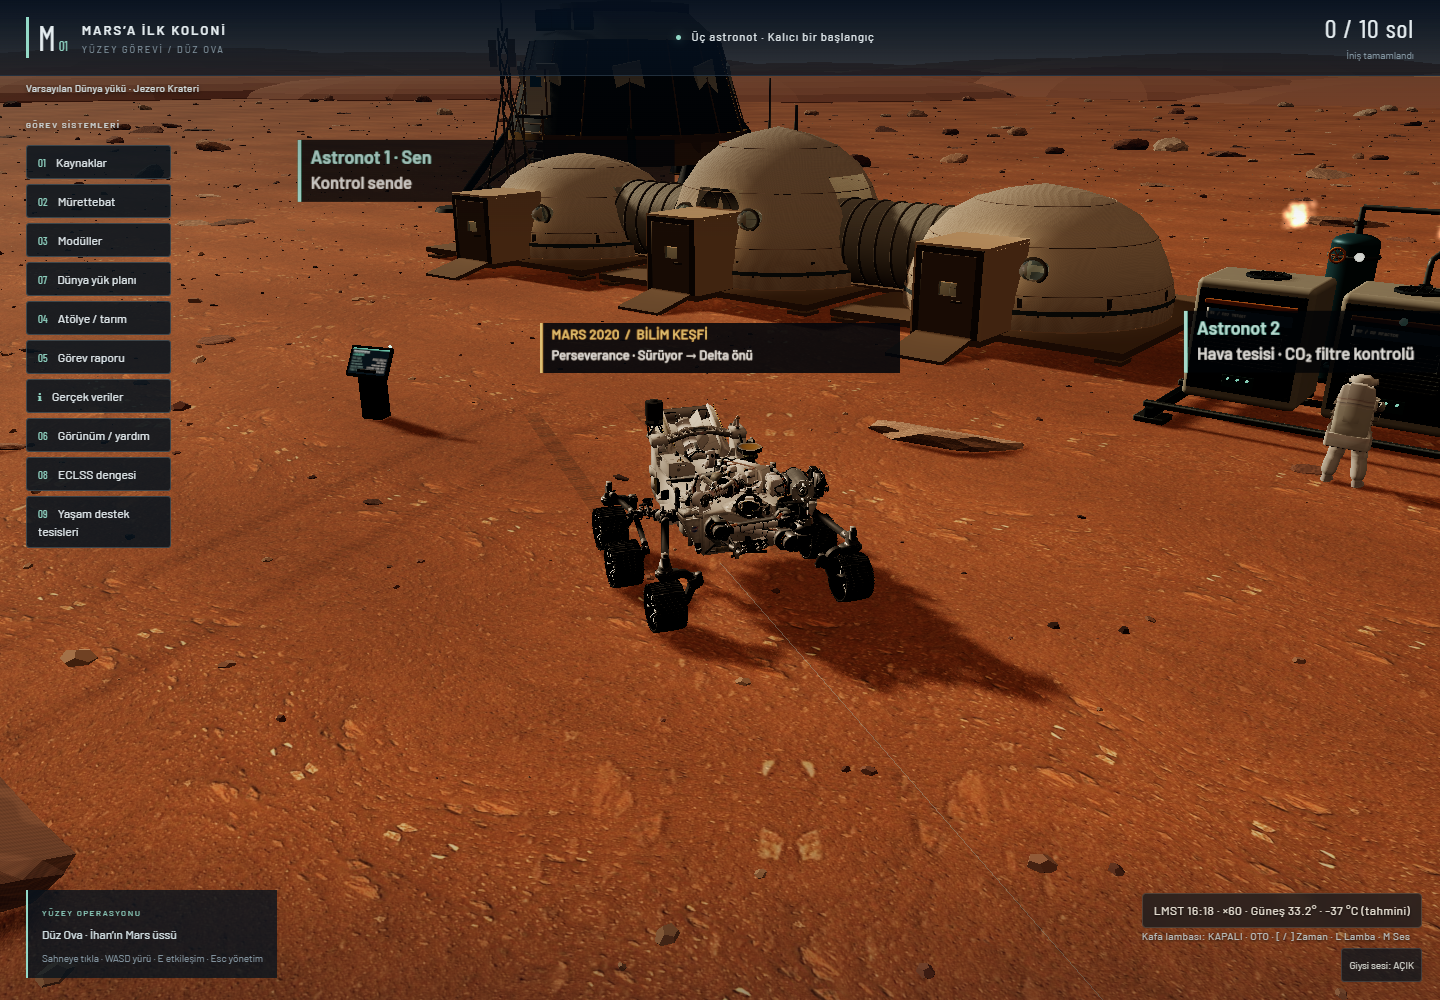 M 01
MARS'A İLK KOLONİ
YÜZEY GÖREVİ / DÜZ OVA
Üç astronot · Kalıcı bir başlangıç
0 / 10 sol
İniş tamamlandı
Varsayılan Dünya yükü · Jezero Krateri
GÖREV SİSTEMLERİ
01 Kaynaklar
02 Mürettebat
03 Modüller
07 Dünya yük planı
04 Atölye / tarım
05 Görev raporu
i Gerçek veriler
06 Görünüm / yardım
08 ECLSS dengesi
09 Yaşam destek
tesisleri
Astronot 1 · Sen
Kontrol sende
MARS 2020 / BİLİM KEŞFİ
Perseverance · Sürüyor → Delta önü
Astronot 2
Hava tesisi · CO₂ filtre kontrolü
YÜZEY OPERASYONU
Düz Ova · İhan'ın Mars üssü
Sahneye tıkla · WASD yürü · E etkileşim · Esc yönetim
LMST 16:18 · ×60 · Güneş 33.2° · -37 °C (tahmini)
Kafa lambası: KAPALI · OTO · [ / ] Zaman · L Lamba · M Ses
Giysi sesi: AÇIK